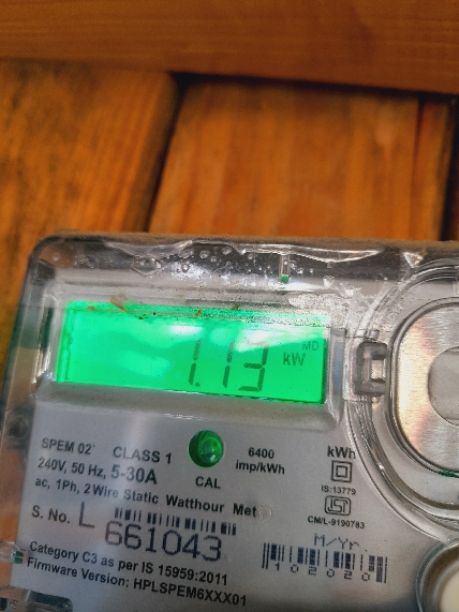 MD
1.13 kW
SPEM 02
CLASS 1
240V, 50 Hz, 5-30A
ac, 1Ph, 2 Wire Static Watthour Met
CAL
6400
imp/kWh
kWh
IS:13779
CM/L-9190783
S. No. L 661043
M/Yr.
102020
Category C3 as per IS 15959:2011
Firmware Version: HPLSPEM6XXX01